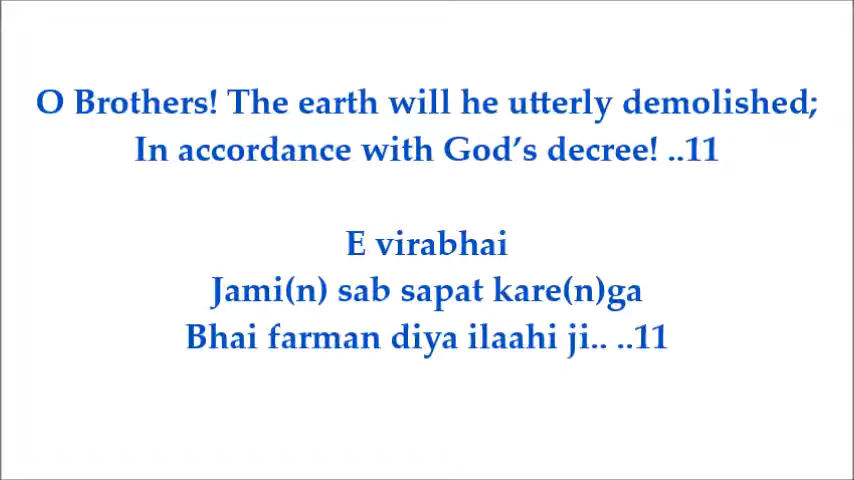 O Brothers! The earth will he utterly demolished;
In accordance with God’s decree! ..11
E virabhai
Jami(n) sab sapat kare(n)ga
Bhai farman diya ilaahi ji.. ..11